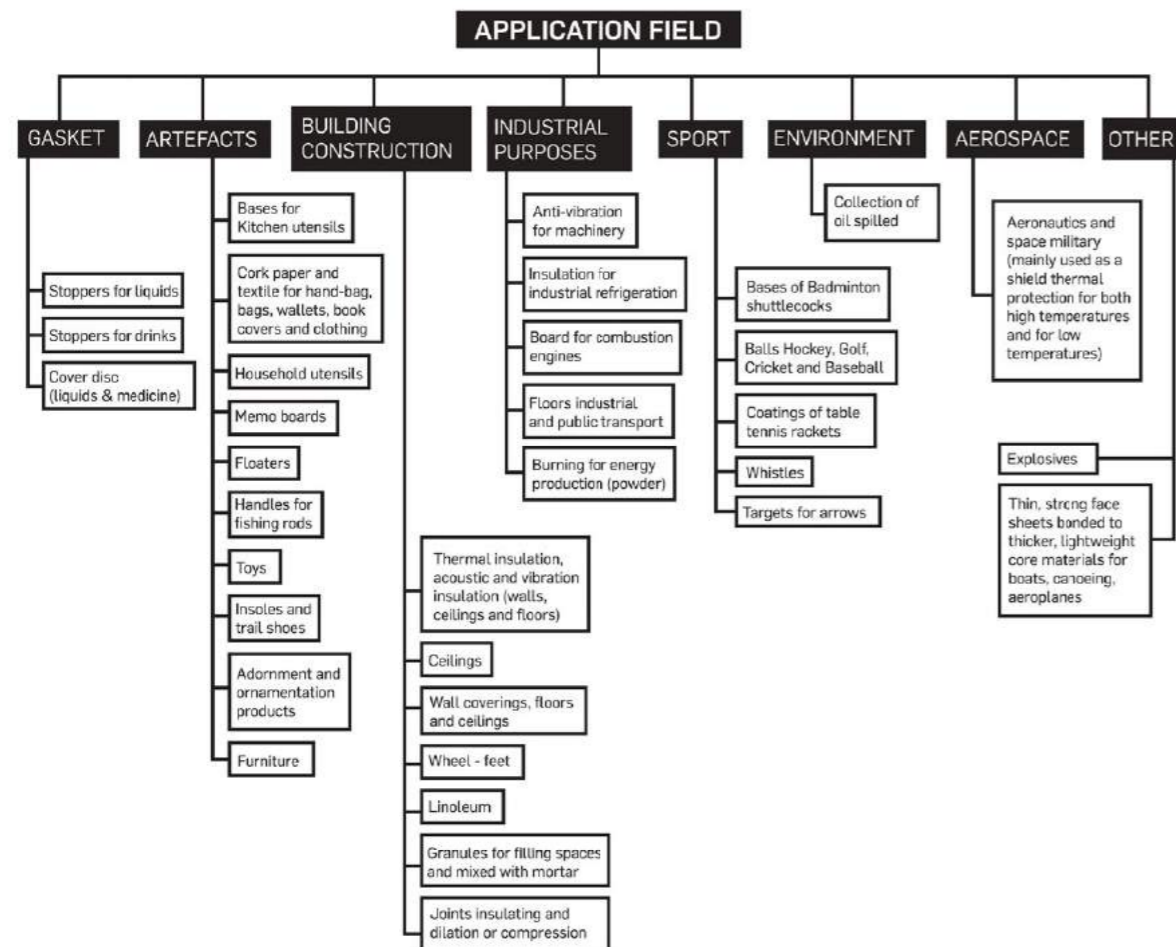 APPLICATION FIELD
GASKET
Stoppers for liquids
Stoppers for drinks
Cover disc
(liquids & medicine)
ARTEFACTS
Bases for
Kitchen utensils
Cork paper and
textile for hand-bag,
bags, wallets, book
covers and clothing
Household utensils
Memo boards
Floaters
Handles for
fishing rods
Toys
Insoles and
trail shoes
Adornment and
ornamentation
products
Furniture
BUILDING
CONSTRUCTION
Thermal insulation,
acoustic and vibration
insulation (walls,
ceilings and floors)
Ceilings
Wall coverings, floors
and ceilings
Wheel - feet
Linoleum
Granules for filling spaces
and mixed with mortar
Joints insulating and
dilation or compression
INDUSTRIAL
PURPOSES
Anti-vibration
for machinery
Insulation for
industrial refrigeration
Board for combustion
engines
Floors industrial
and public transport
Burning for energy
production (powder)
SPORT
Bases of Badminton
shuttlecocks
Balls Hockey, Golf,
Cricket and Baseball
Coatings of table
tennis rackets
Whistles
Targets for arrows
ENVIRONMENT
Collection of
oil spilled
AEROSPACE
Aeronautics and
space military
(mainly used as a
shield thermal
protection for both
high temperatures
and for low
temperatures)
OTHER
Explosives
Thin, strong face
sheets bonded to
thicker, lightweight
core materials for
boats, canoeing,
aeroplanes